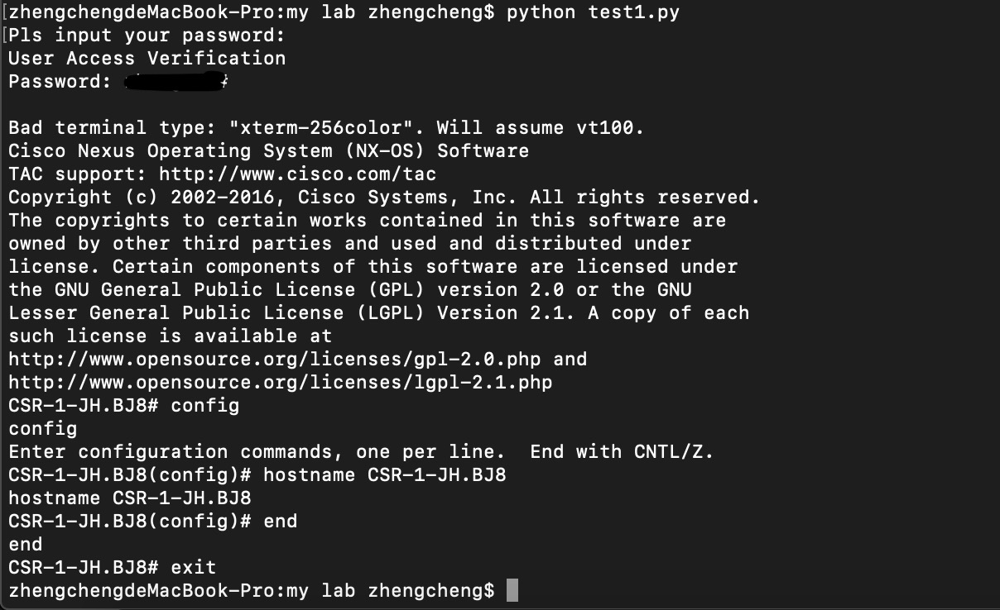 [zhengchengdeMacBook-Pro:my lab zhengcheng$ python test1.py
[Pls input your password:
User Access Verification
Password:
Bad terminal type: "xterm-256color". Will assume vt100.
Cisco Nexus Operating System (NX-OS) Software
TAC support: http://www.cisco.com/tac
Copyright (c) 2002-2016, Cisco Systems, Inc. All rights reserved.
The copyrights to certain works contained in this software are
owned by other third parties and used and distributed under
license. Certain components of this software are licensed under
the GNU General Public License (GPL) version 2.0 or the GNU
Lesser General Public License (LGPL) Version 2.1. A copy of each
such license is available at
http://www.opensource.org/licenses/gpl-2.0.php and
http://www.opensource.org/licenses/lgpl-2.1.php
CSR-1-JH.BJ8# config
config
Enter configuration commands, one per line.  End with CNTL/Z.
CSR-1-JH.BJ8(config)# hostname CSR-1-JH.BJ8
hostname CSR-1-JH.BJ8
CSR-1-JH.BJ8(config)# end
end
CSR-1-JH.BJ8# exit
zhengchengdeMacBook-Pro:my lab zhengcheng$